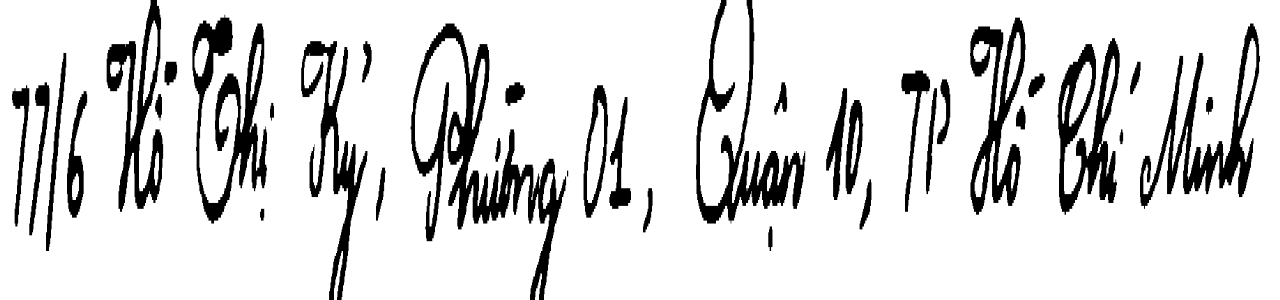 77/6 Hồ Thị Kỷ, Phường 01, Quận 10, TP Hồ Chí Minh